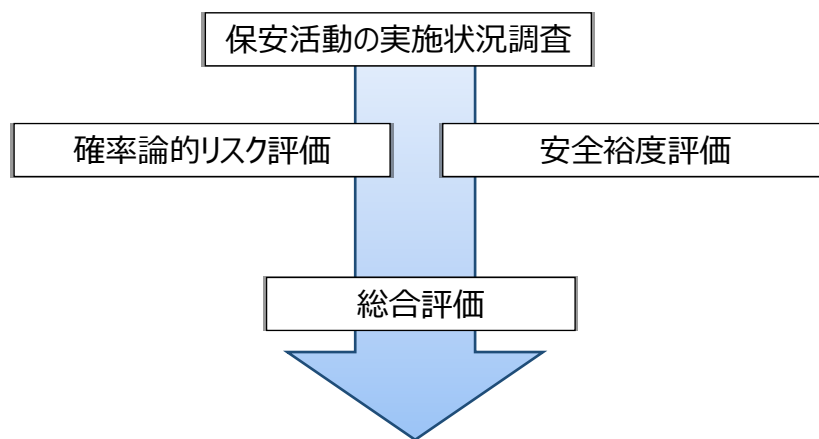 保安活動の実施状況調査
確率論的リスク評価
安全裕度評価
総合評価